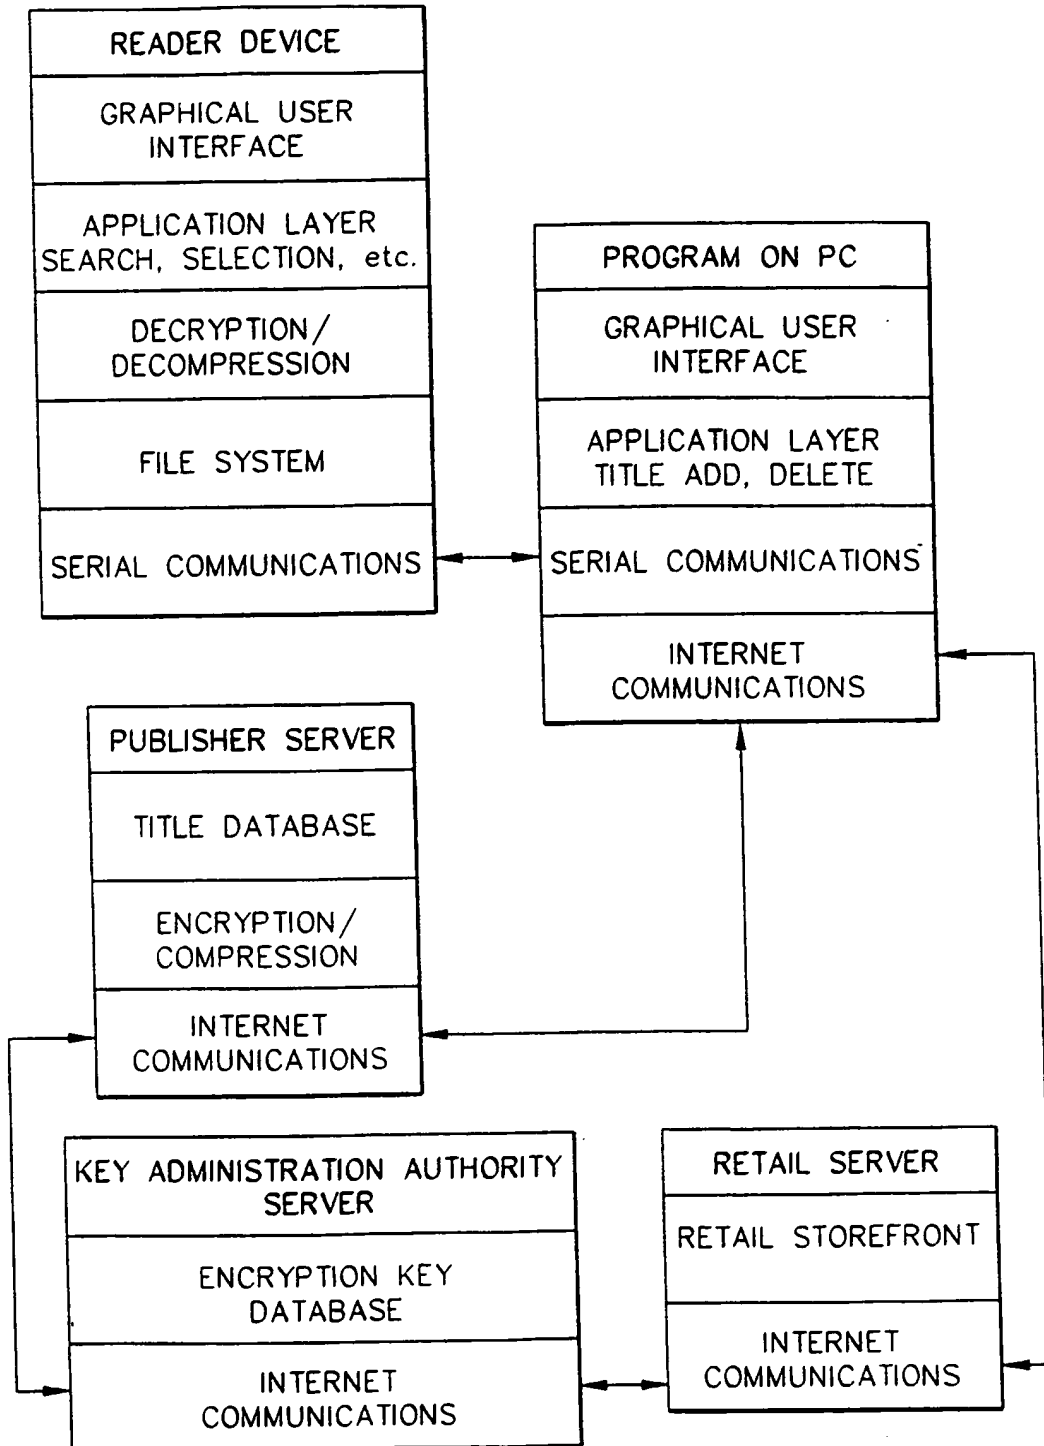 READER DEVICE
GRAPHICAL USER
INTERFACE
APPLICATION LAYER
SEARCH, SELECTION, etc.
DECRYPTION/
DECOMPRESSION
FILE SYSTEM
SERIAL COMMUNICATIONS
PROGRAM ON PC
GRAPHICAL USER
INTERFACE
APPLICATION LAYER
TITLE ADD, DELETE
SERIAL COMMUNICATIONS
INTERNET
COMMUNICATIONS
PUBLISHER SERVER
TITLE DATABASE
ENCRYPTION/
COMPRESSION
INTERNET
COMMUNICATIONS
KEY ADMINISTRATION AUTHORITY
SERVER
ENCRYPTION KEY
DATABASE
INTERNET
COMMUNICATIONS
RETAIL SERVER
RETAIL STOREFRONT
INTERNET
COMMUNICATIONS